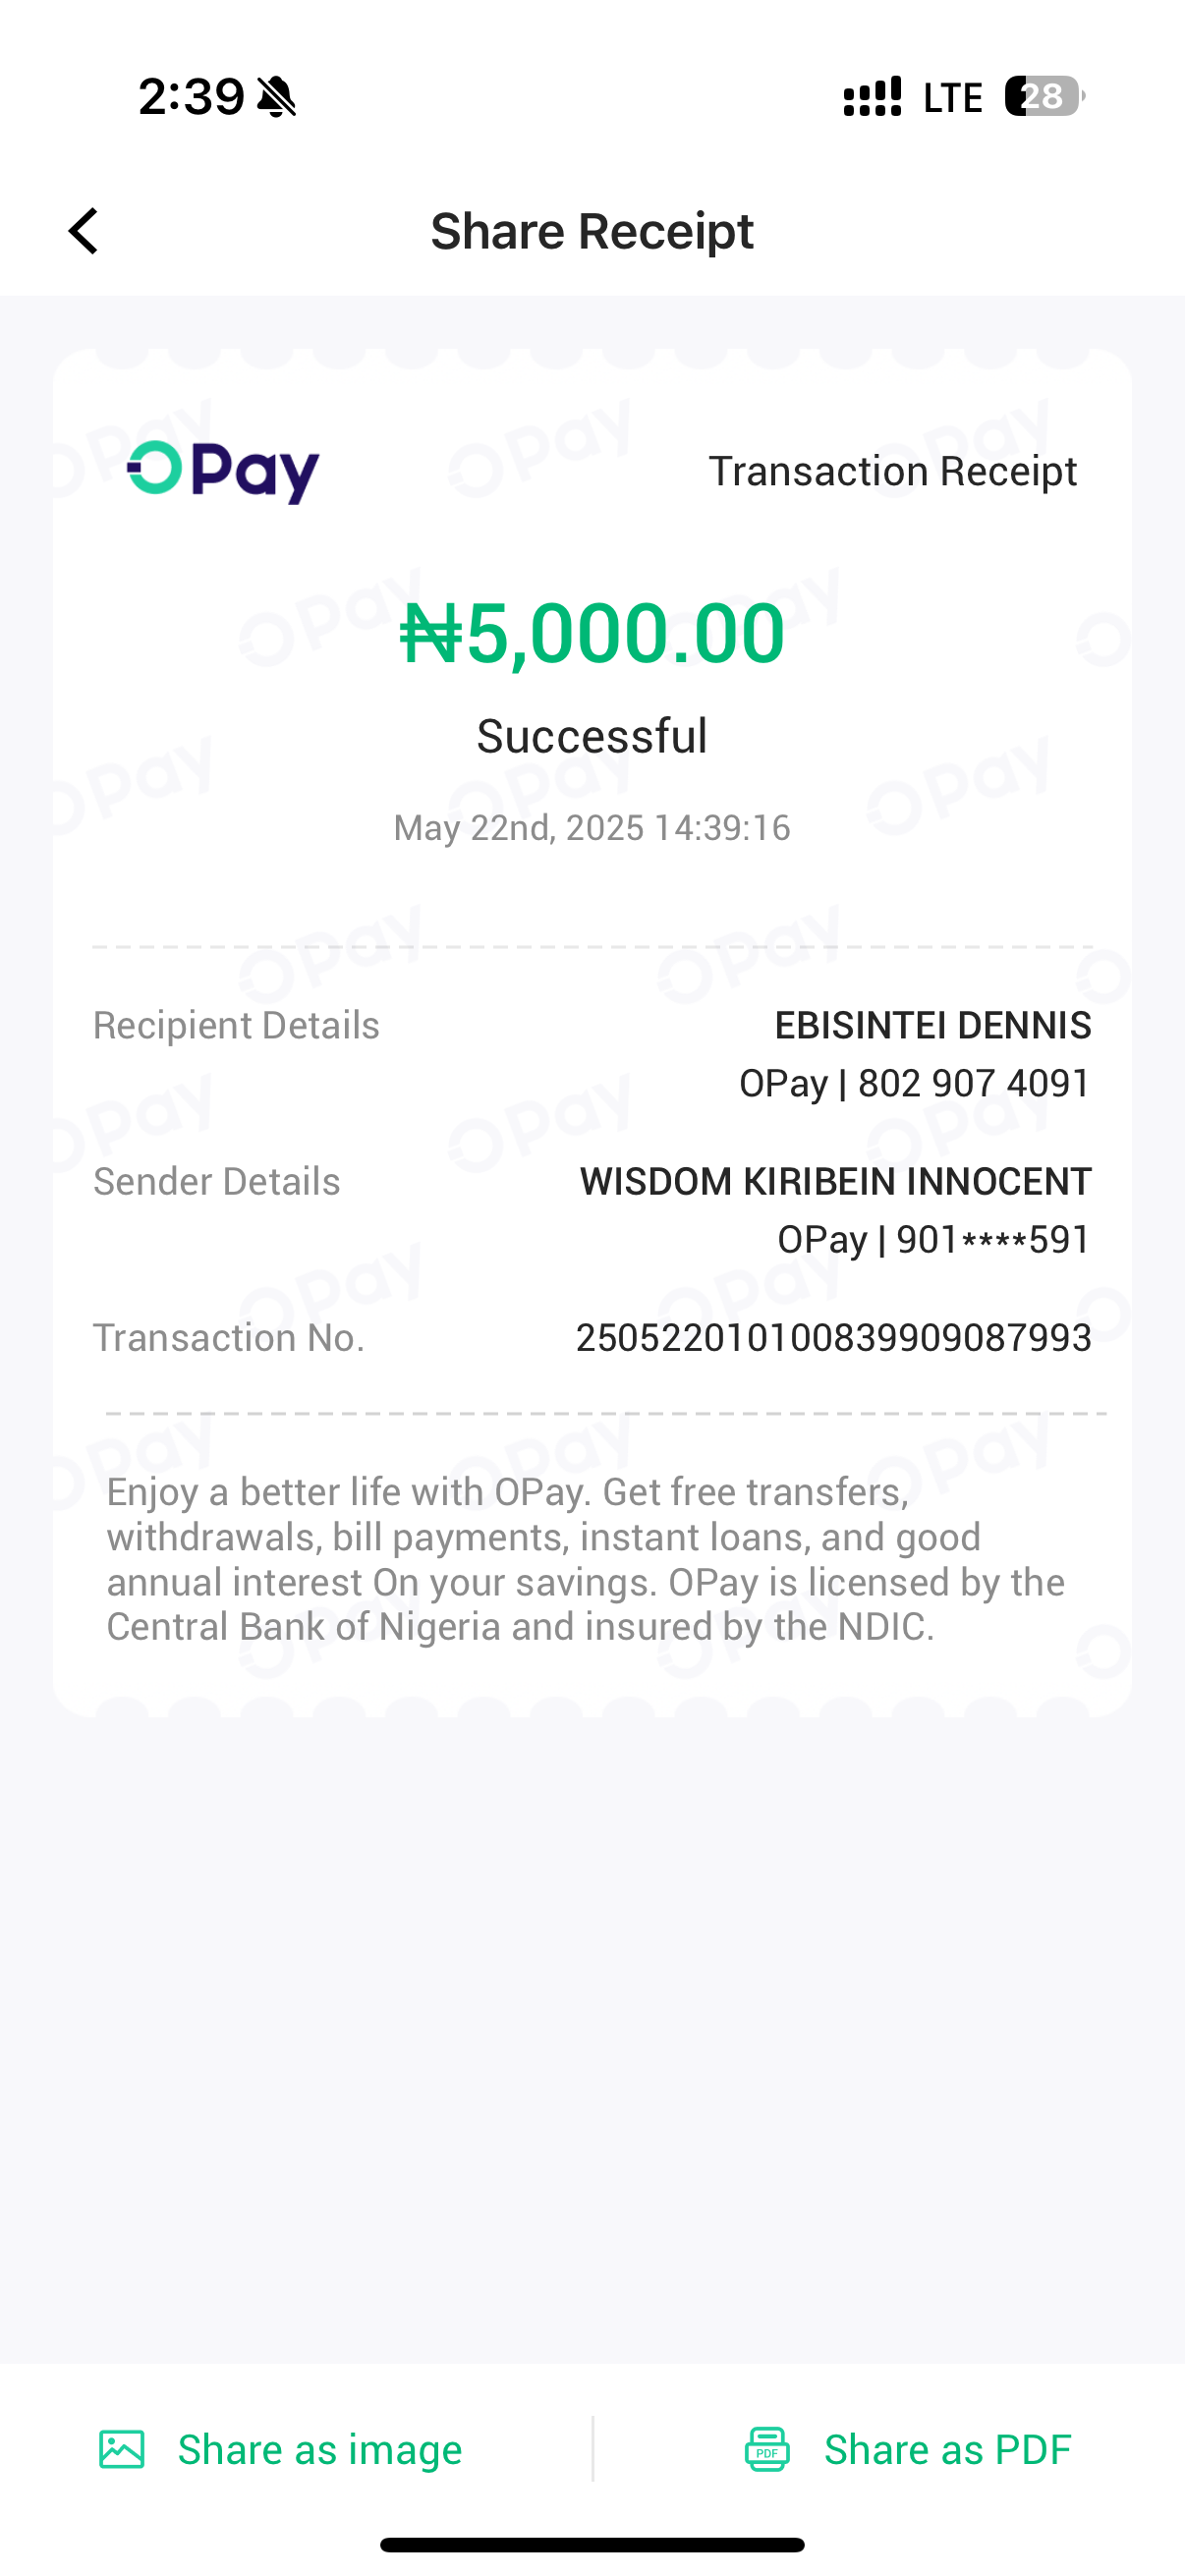 2:39
LTE 28
Share Receipt
OPay
Transaction Receipt
₦5,000.00
Successful
May 22nd, 2025 14:39:16
Recipient Details
EBISINTEI DENNIS
OPay | 802 907 4091
Sender Details
WISDOM KIRIBEIN INNOCENT
OPay | 901****591
Transaction No.
250522010100839909087993
Enjoy a better life with OPay. Get free transfers,
withdrawals, bill payments, instant loans, and good
annual interest On your savings. OPay is licensed by the
Central Bank of Nigeria and insured by the NDIC.
Share as image
PDF
Share as PDF